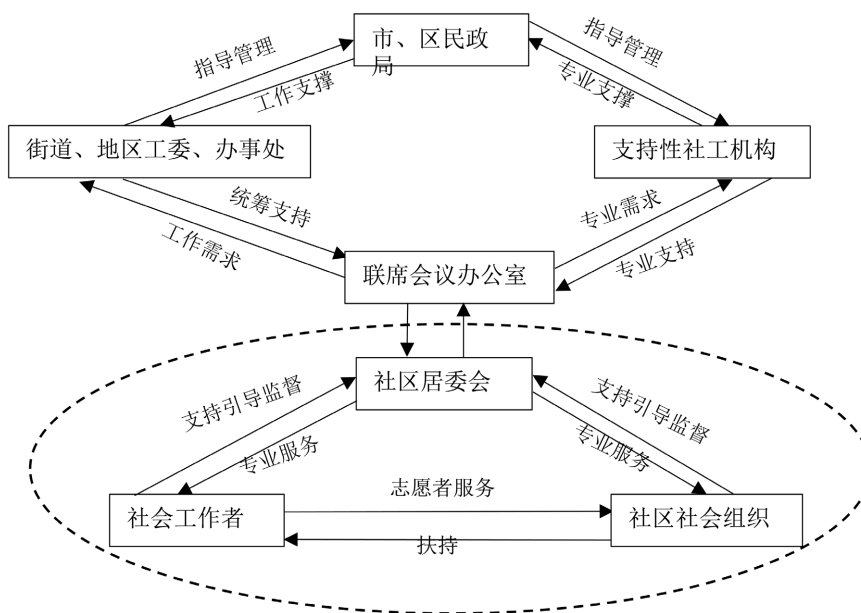 市、区民政
局
指导管理
指导管理
工作支撑
专业支撑
街道、地区工委、办事处
支持性社工机构
统筹支持
专业需求
工作需求
专业支持
联席会议办公室
社区居委会
支持引导监督
支持引导监督
专业服务
专业服务
志愿者服务
社会工作者
社区社会组织
扶持